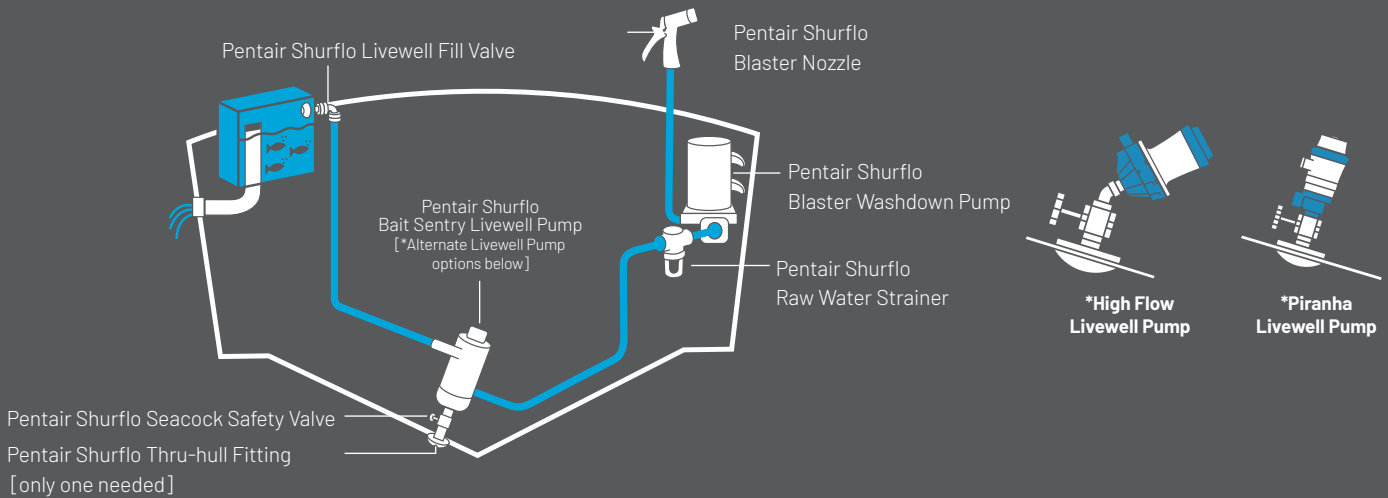 Pentair Shurflo Livewell Fill Valve
Pentair Shurflo
Blaster Nozzle
Pentair Shurflo
Blaster Washdown Pump
Pentair Shurflo
Bait Sentry Livewell Pump
[*Alternate Livewell Pump
options below]
Pentair Shurflo
Raw Water Strainer
*High Flow
Livewell Pump
*Piranha
Livewell Pump
Pentair Shurflo Seacock Safety Valve
Pentair Shurflo Thru-hull Fitting
[only one needed]